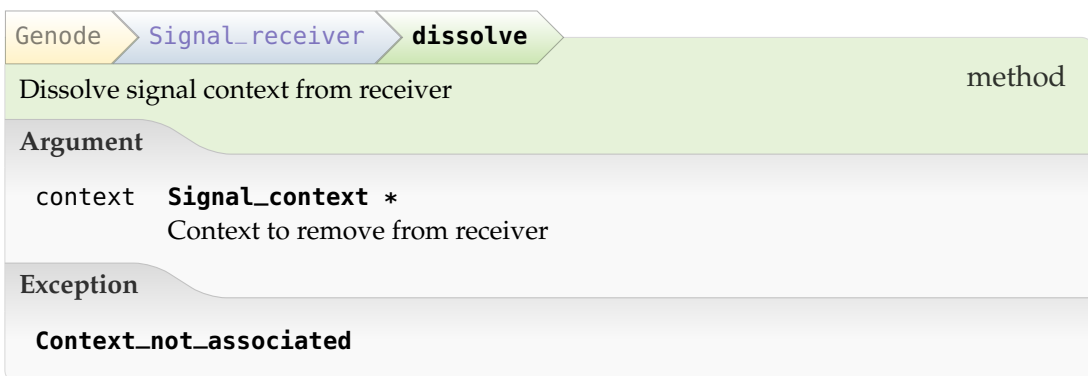 Genode Signal_receiver dissolve
Dissolve signal context from receiver method
Argument
context Signal_context *
Context to remove from receiver
Exception
Context_not_associated